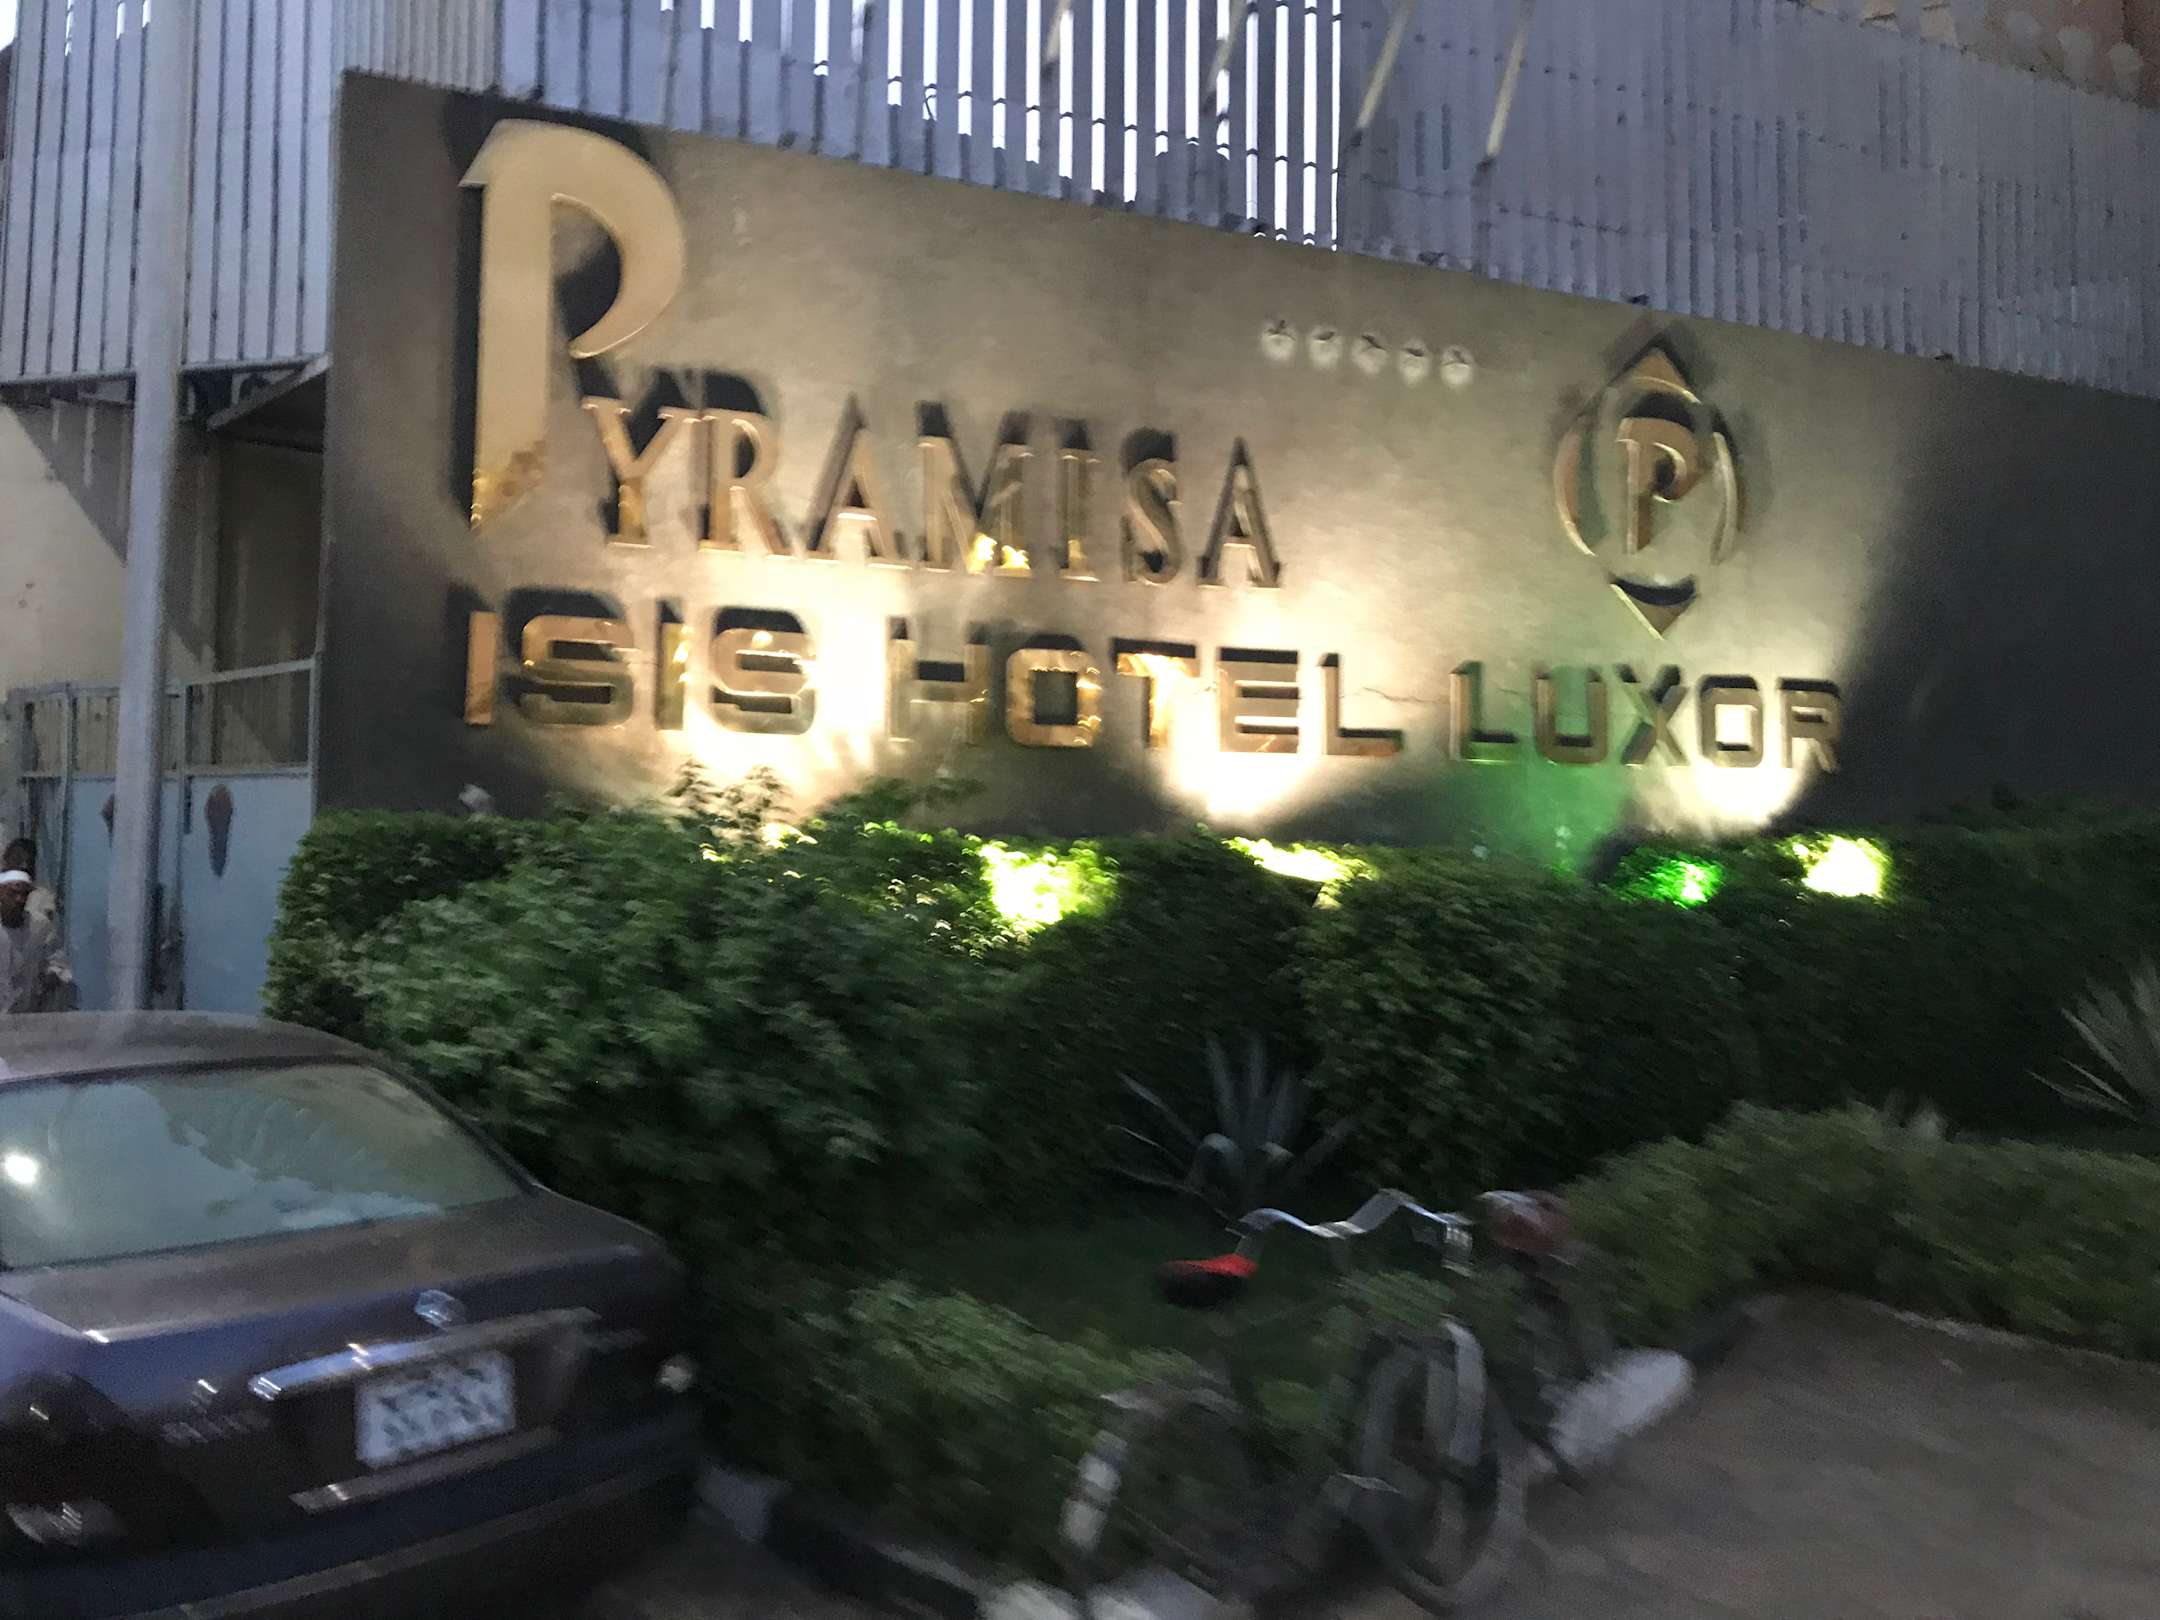 PYRAMISA
ISIS HOTEL LUXOR
P